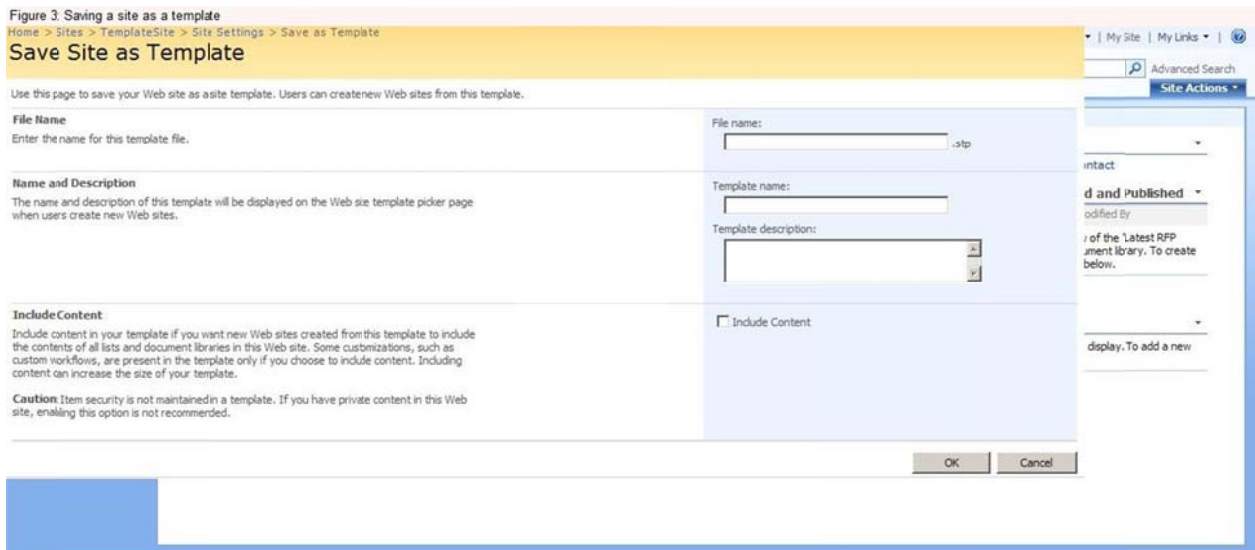 Figure 3: Saving a site as a template
Home > Sites > TemplateSite > Site Settings > Save as Template
Save Site as Template
| My Site | My Links |
Advanced Search
Site Actions
Use this page to save your Web site as a site template. Users can create new Web sites from this template.
File Name
Enter the name for this template file.
File name:
.stp
Name and Description
The name and description of this template will be displayed on the Web site template picker page
when users create new Web sites.
Template name:
Template description:
Include Content
Include content in your template if you want new Web sites created from this template to include
the contents of all lists and document libraries in this Web site. Some customizations, such as
custom workflows, are present in the template only if you choose to include content. Including
content can increase the size of your template.
Caution: Item security is not maintained in a template. If you have private content in this Web
site, enabling this option is not recommended.
Include Content
ntact
d and Published
odified By
of the 'Latest RFP
ument library. To create
below.
display. To add a new
OK
Cancel